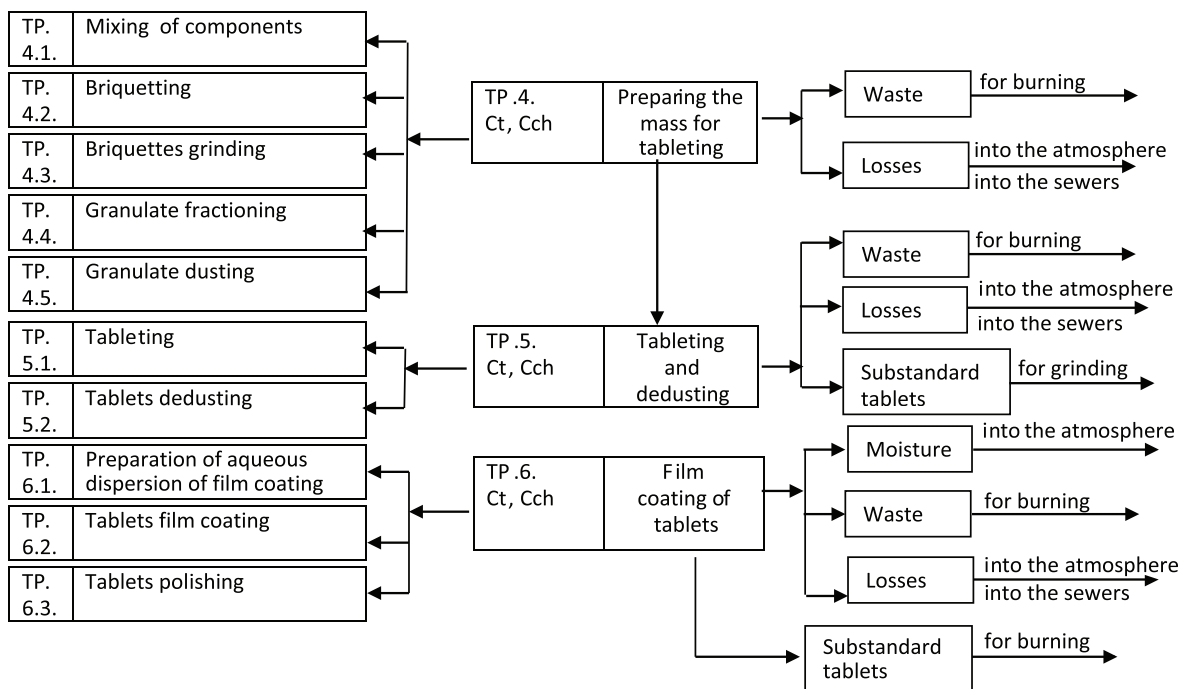 TP. 4.1. Mixing of components
TP. 4.2. Briquetting
TP. 4.3. Briquettes grinding
TP. 4.4. Granulate fractioning
TP. 4.5. Granulate dusting
TP. 5.1. Tableting
TP. 5.2. Tablets dedusting
TP. 6.1. Preparation of aqueous
dispersion of film coating
TP. 6.2. Tablets film coating
TP. 6.3. Tablets polishing
TP.4.
Ct, Cch
Preparing the
mass for
tableting
TP.5.
Ct, Cch
Tableting
and
dedusting
TP.6.
Ct, Cch
Film
coating of
tablets
Waste
for burning
Losses
into the atmosphere
into the sewers
Waste
for burning
Losses
into the atmosphere
into the sewers
Substandard
tablets
for grinding
Moisture
into the atmosphere
Waste
for burning
Losses
into the atmosphere
into the sewers
Substandard
tablets
for burning